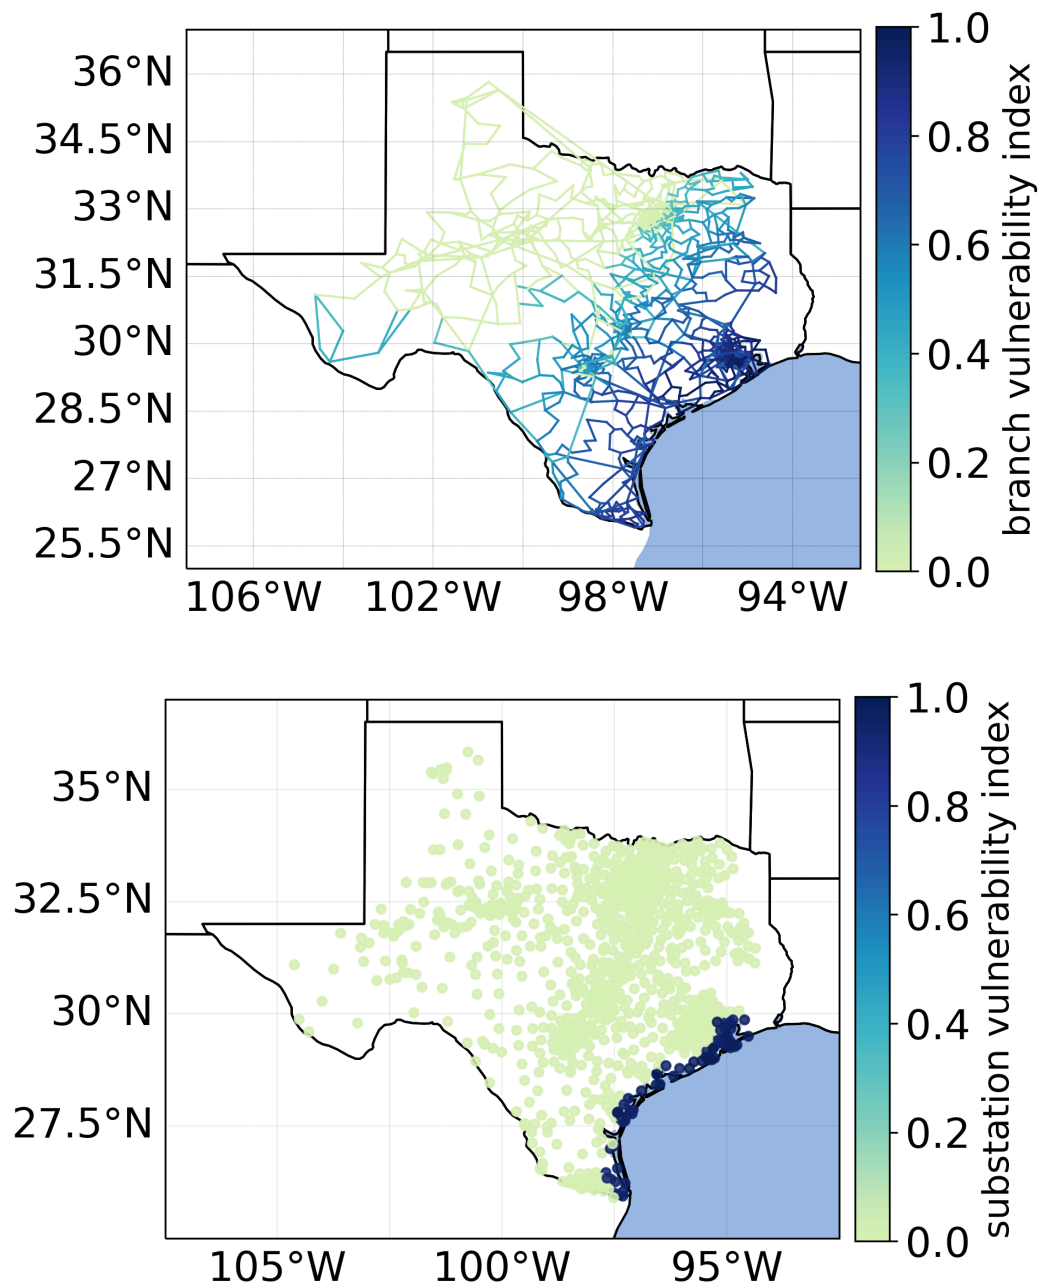 36°N
34.5°N
33°N
31.5°N
30°N
28.5°N
27°N
25.5°N
106°W 102°W 98°W 94°W
1.0
0.8
0.6
0.4
0.2
0.0
branch vulnerability index
35°N
32.5°N
30°N
27.5°N
105°W 100°W 95°W
1.0
0.8
0.6
0.4
0.2
0.0
substation vulnerability index